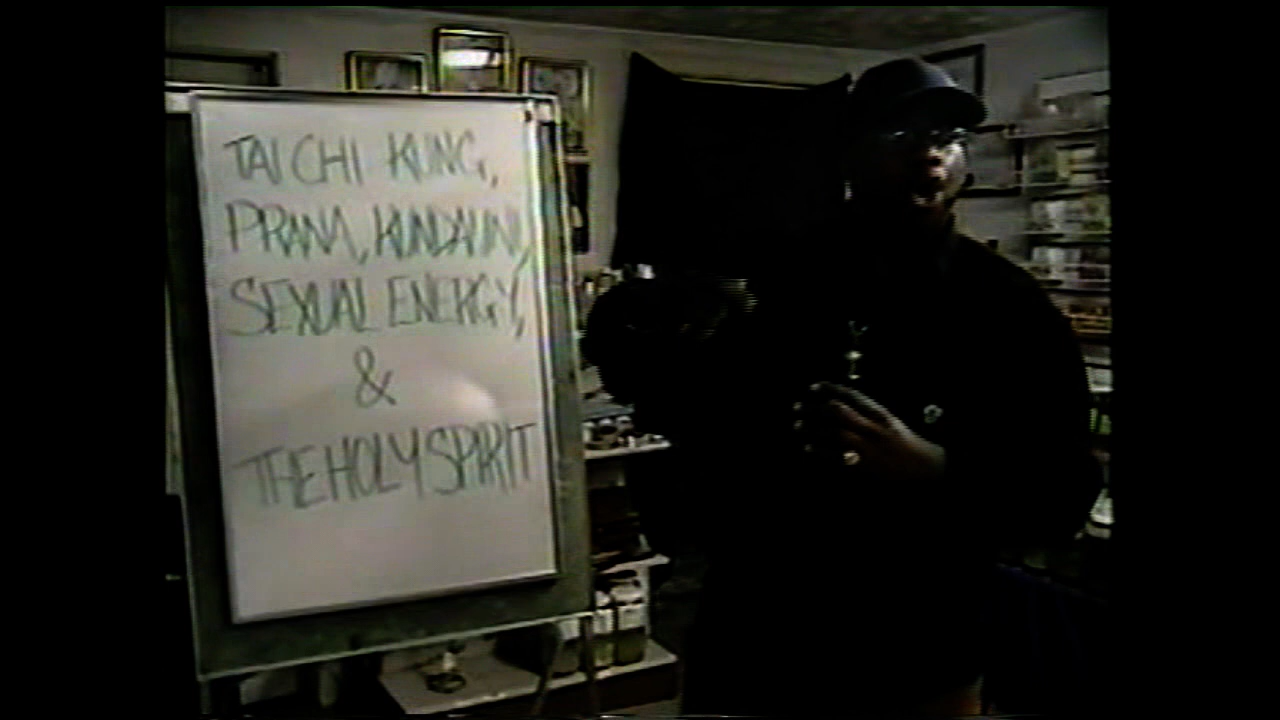 TAI CHI KUNG,
PRANA, KUNDALINI,
SEXUAL ENERGY,
&
THE HOLY SPIRIT